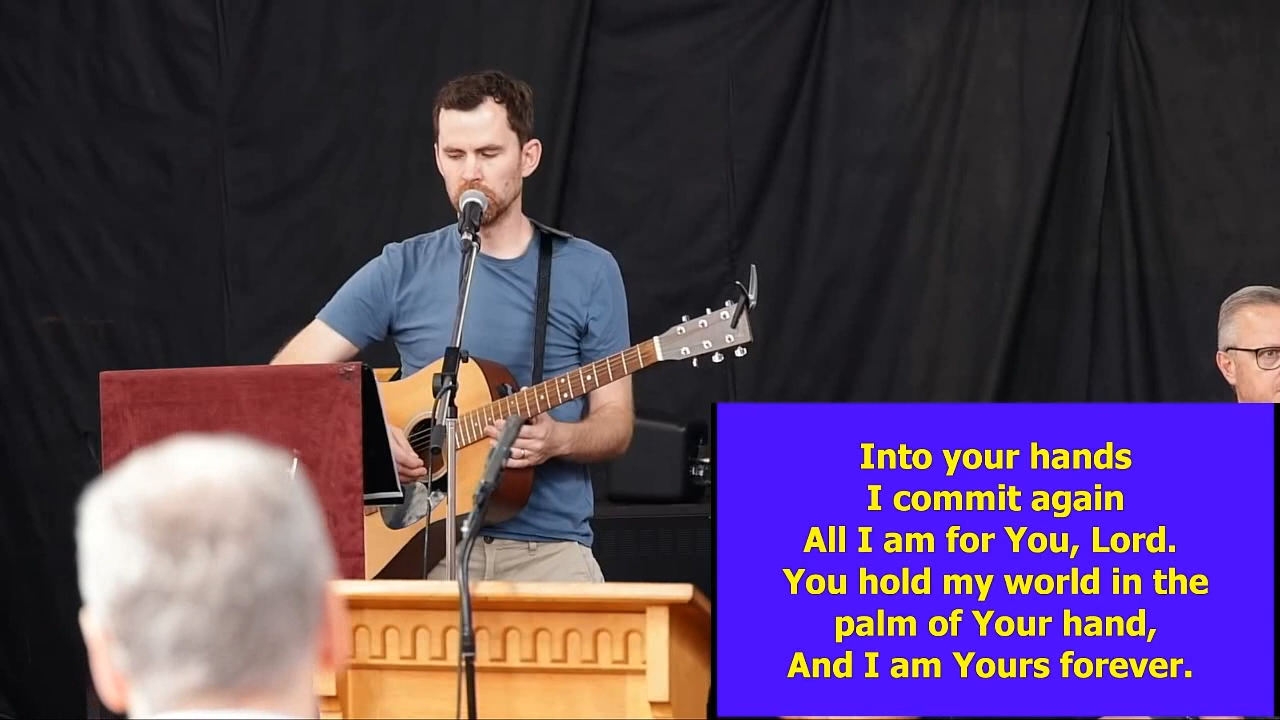 Into your hands
I commit again
All I am for You, Lord.
You hold my world in the
palm of Your hand,
And I am Yours forever.